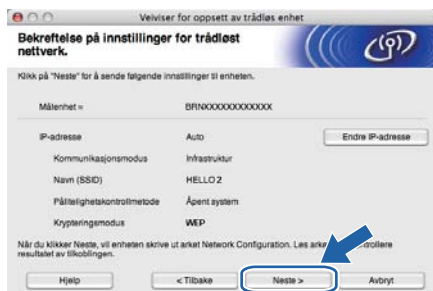 Veiviser for oppsett av trådløs enhet
Bekreftelse på innstillinger for trådløst
nettverk.
Klikk på "Neste" for å sende følgende innstillinger til enheten.
Målenhet = BRNXXXXXXXXXXXX
IP-adresse Auto Endre IP-adresse
Kommunikasjonsmodus Infrastruktur
Navn (SSID) HELLO2
Pålitelighetskontrollmetode Åpent system
Krypteringsmodus WEP
Når du klikker Neste, vil enheten skrive ut arket Network Configuration. Les
resultatet av tilkoblingen.
Hjelp < Tilbake Neste > Avbryt